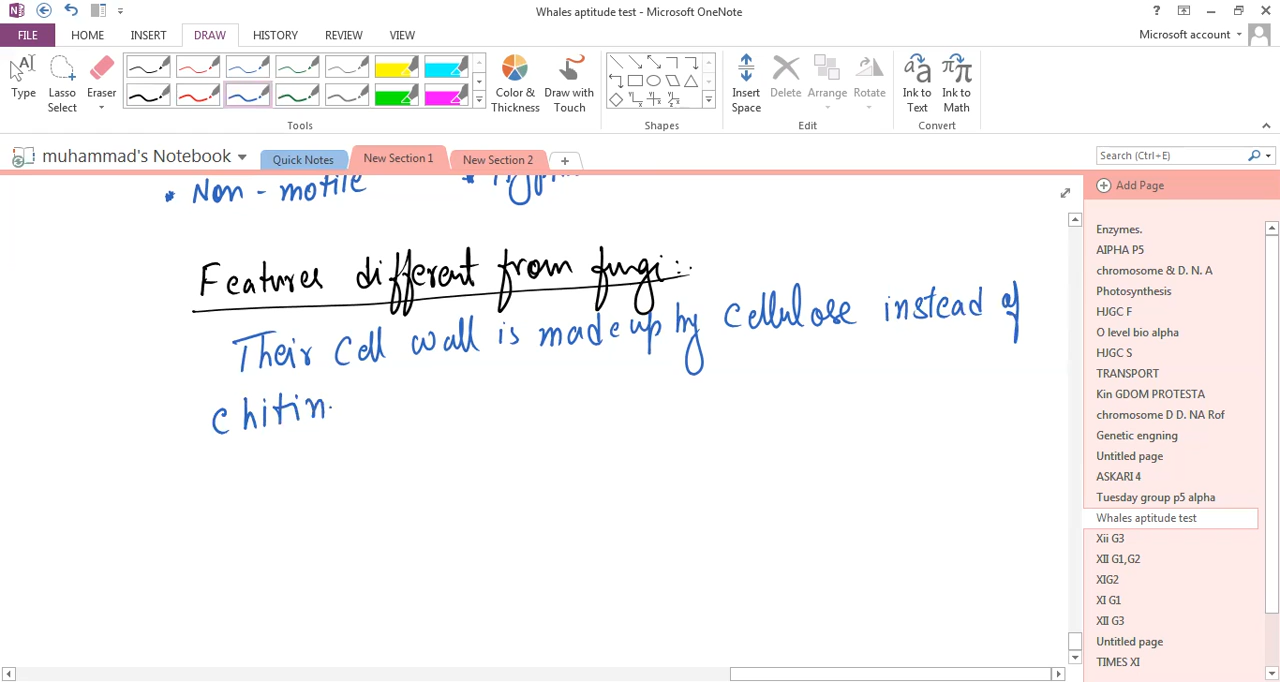 Whales aptitude test - Microsoft OneNote
FILE HOME INSERT DRAW HISTORY REVIEW VIEW
Microsoft account
Type
Lasso Select
Eraser
Color & Thickness
Draw with Touch
Insert Space
Delete
Arrange
Rotate
Ink to Text
Ink to Math
Tools
Shapes
Edit
Convert
muhammad's Notebook
Quick Notes
New Section 1
New Section 2
Search (Ctrl+E)
Non - motile
Features different from fungi :-
Their Cell wall is made up by cellulose instead of
chitin.
Add Page
Enzymes.
AIPHA P5
chromosome & D. N. A
Photosynthesis
HJGC F
O level bio alpha
HJGC S
TRANSPORT
Kin GDOM PROTESTA
chromosome D D. NA Rof
Genetic engning
Untitled page
ASKARI 4
Tuesday group p5 alpha
Whales aptitude test
Xii G3
XII G1,G2
XIG2
XI G1
XII G3
Untitled page
TIMES XI